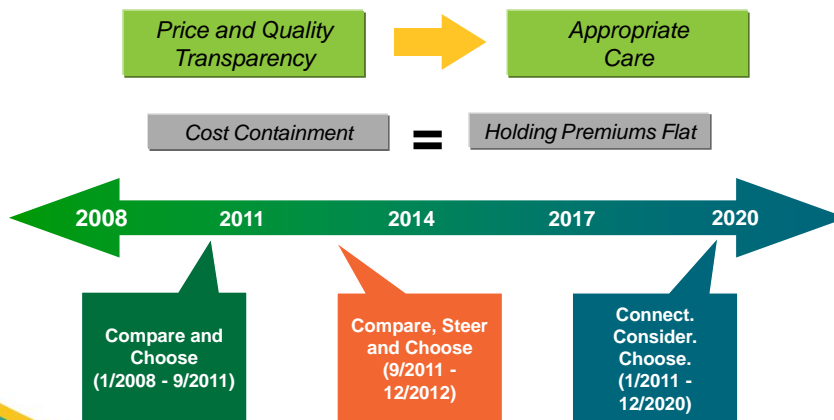 Price and Quality
Transparency
Appropriate
Care
Cost Containment
=
Holding Premiums Flat
2008
2011
2014
2017
2020
Compare and
Choose
(1/2008 - 9/2011)
Compare, Steer
and Choose
(9/2011 -
12/2012)
Connect.
Consider.
Choose.
(1/2011 -
12/2020)